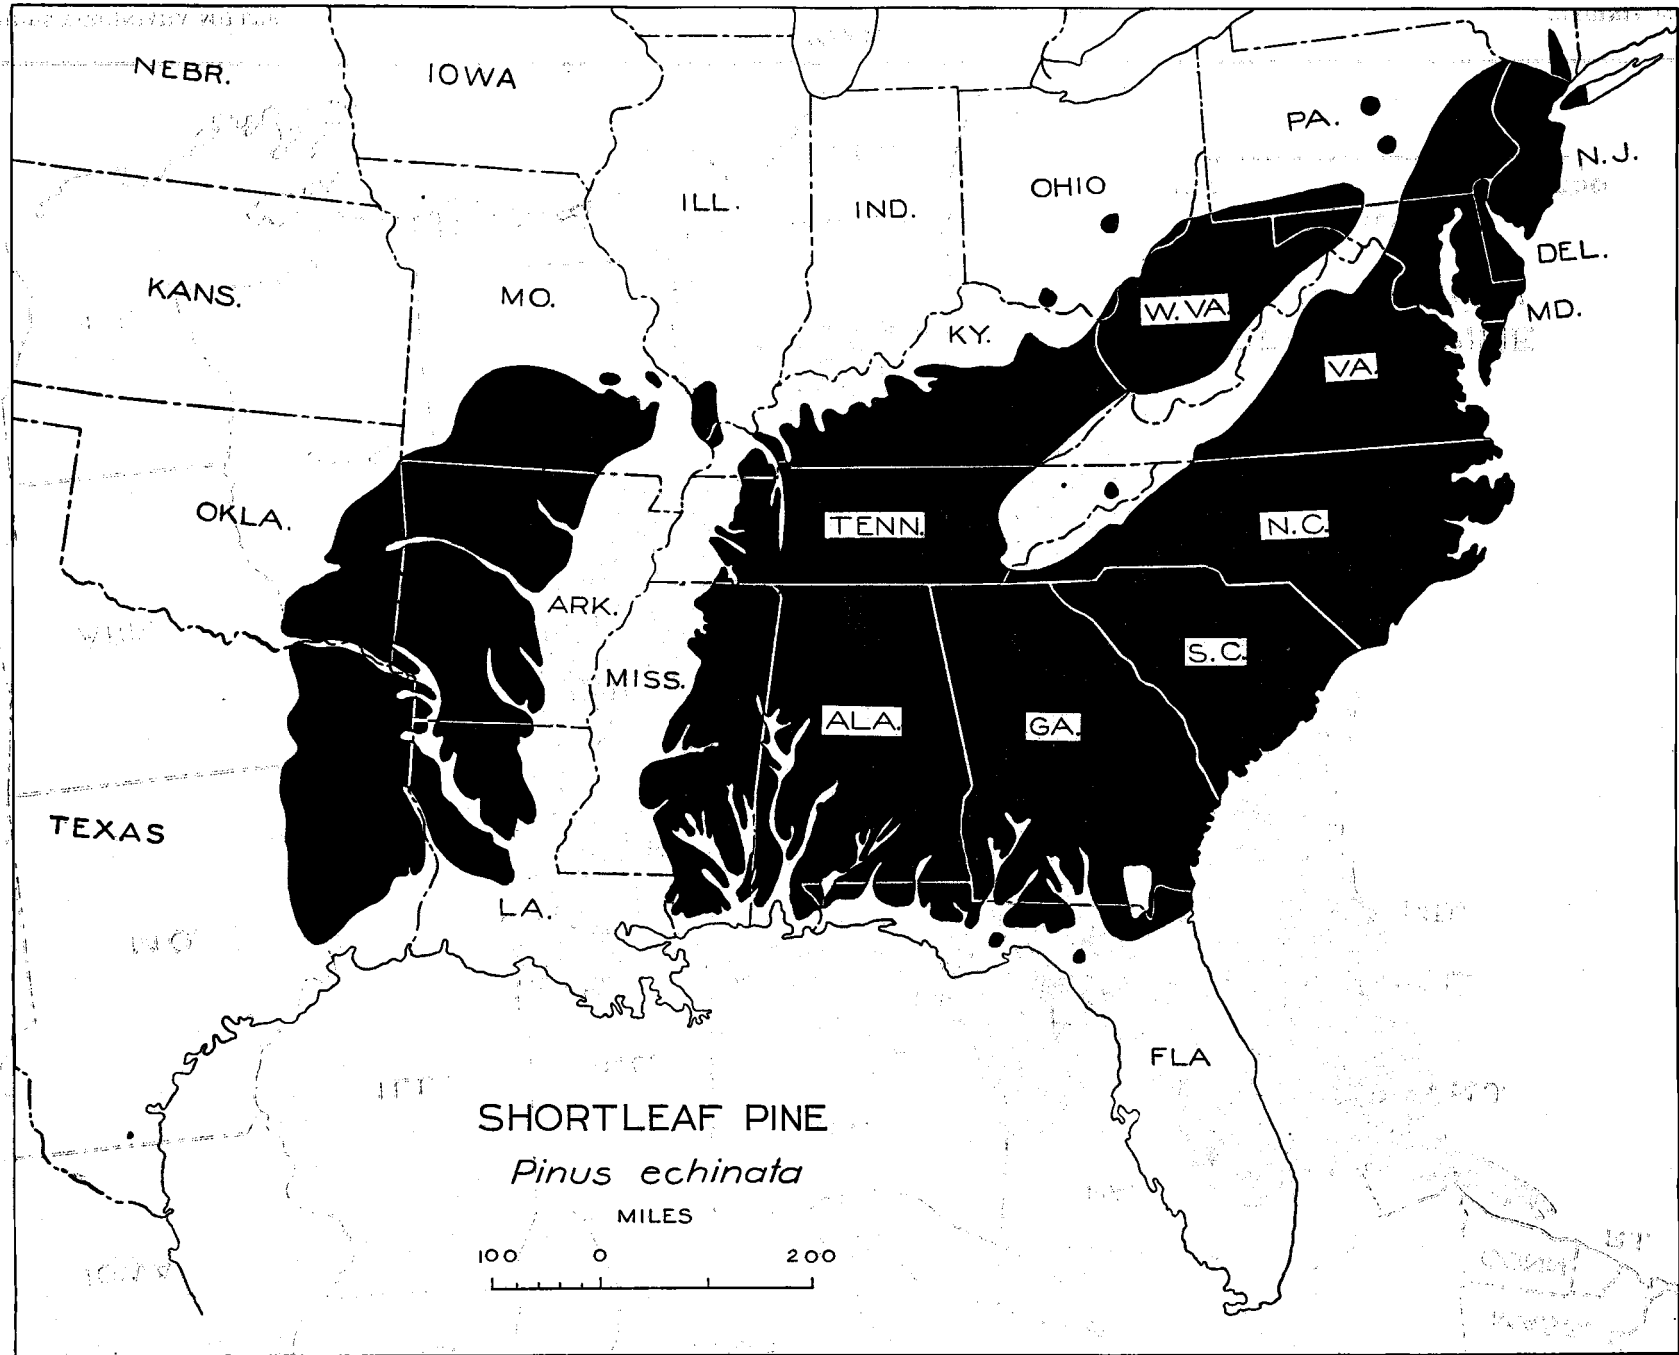 NEBR.
IOWA
PA.
N.J.
ILL.
IND.
OHIO
DEL.
KANS.
MO.
W.VA.
MD.
KY.
VA.
OKLA.
TENN.
N.C.
ARK.
MISS.
S.C.
ALA.
GA.
TEXAS
LA.
FLA
SHORTLEAF PINE
Pinus echinata
MILES
100 0 200